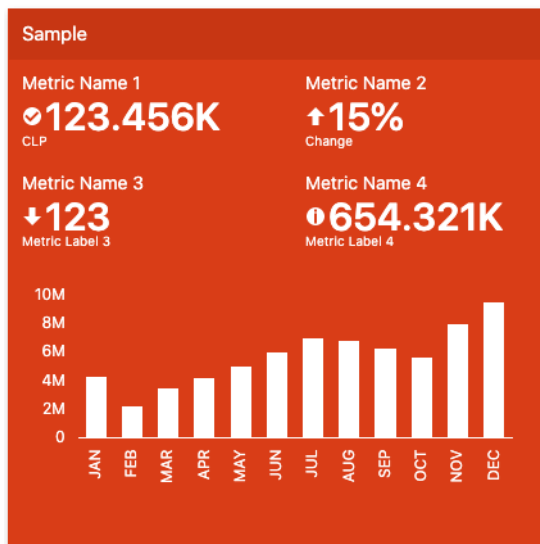 Sample
Metric Name 1
123.456K
CLP
Metric Name 2
15%
Change
Metric Name 3
123
Metric Label 3
Metric Name 4
654.321K
Metric Label 4
10M
8M
6M
4M
2M
0
JAN
FEB
MAR
APR
MAY
JUN
JUL
AUG
SEP
OCT
NOV
DEC